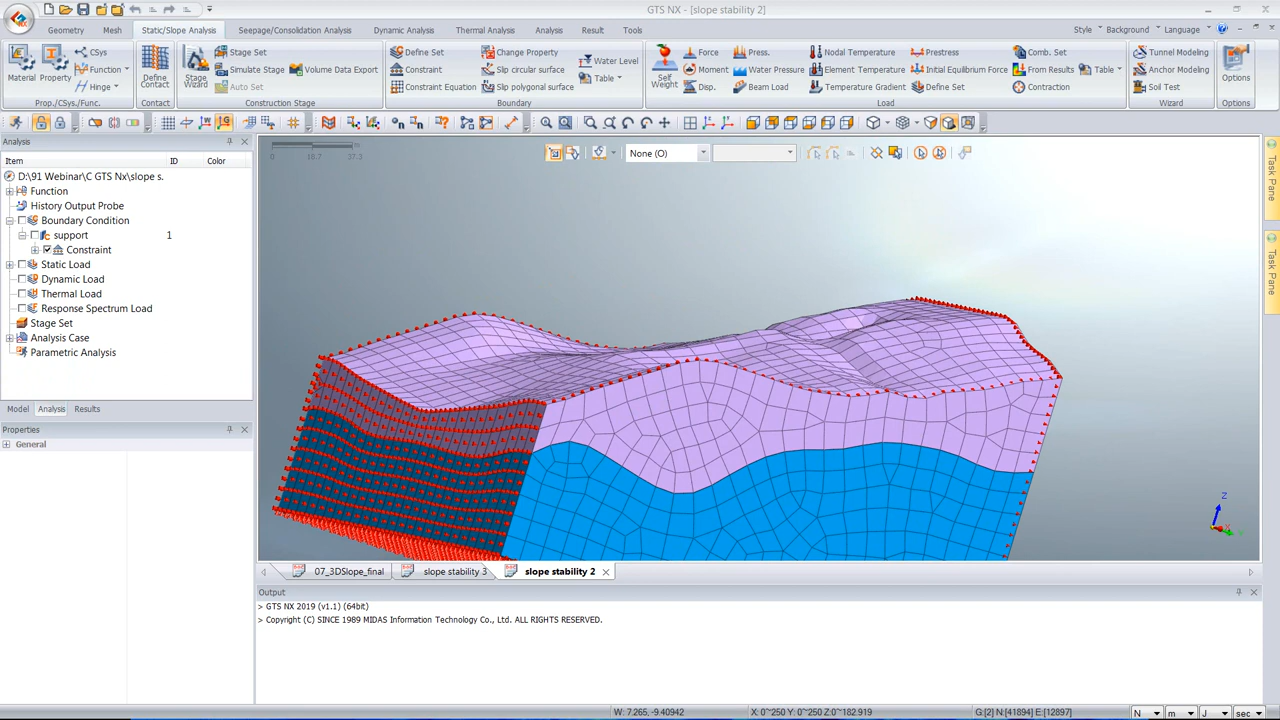 GTS NX - [slope stability 2]
Geometry Mesh Static/Slope Analysis Seepage/Consolidation Analysis Dynamic Analysis Thermal Analysis Analysis Result Tools Style Background Language
Material Property CSys Function Hinge
Define Contact
Stage Wizard Stage Set Simulate Stage Auto Set Volume Data Export
Define Set Constraint Constraint Equation Change Property Slip circular surface Slip polygonal surface Water Level Table
Self Weight Force Moment Disp. Press. Water Pressure Beam Load Nodal Temperature Element Temperature Temperature Gradient Prestress Initial Equilibrium Force Define Set Comb. Set From Results Contraction Table
Tunnel Modeling Anchor Modeling Soil Test
Options
Prop./CSys./Func. Contact Construction Stage Boundary Load Wizard Options
Analysis
Item ID Color
D:\91 Webinar\C GTS Nx\slope s.
Function
History Output Probe
Boundary Condition
support 1
Constraint
Static Load
Dynamic Load
Thermal Load
Response Spectrum Load
Stage Set
Analysis Case
Parametric Analysis
Model Analysis Results
Properties
General
0 18.7 37.3
None (O)
Task Pane
Task Pane
Z
07_3DSlope_final slope stability 3 slope stability 2
Output
> GTS NX 2019 (v1.1) (64bit)
> Copyright (C) SINCE 1989 MIDAS Information Technology Co., Ltd. ALL RIGHTS RESERVED.
W: 7.265, -9.40942 X: 0~250 Y: 0~250 Z:0~182.919 G:[2] N:[41894] E:[12897] N m J sec